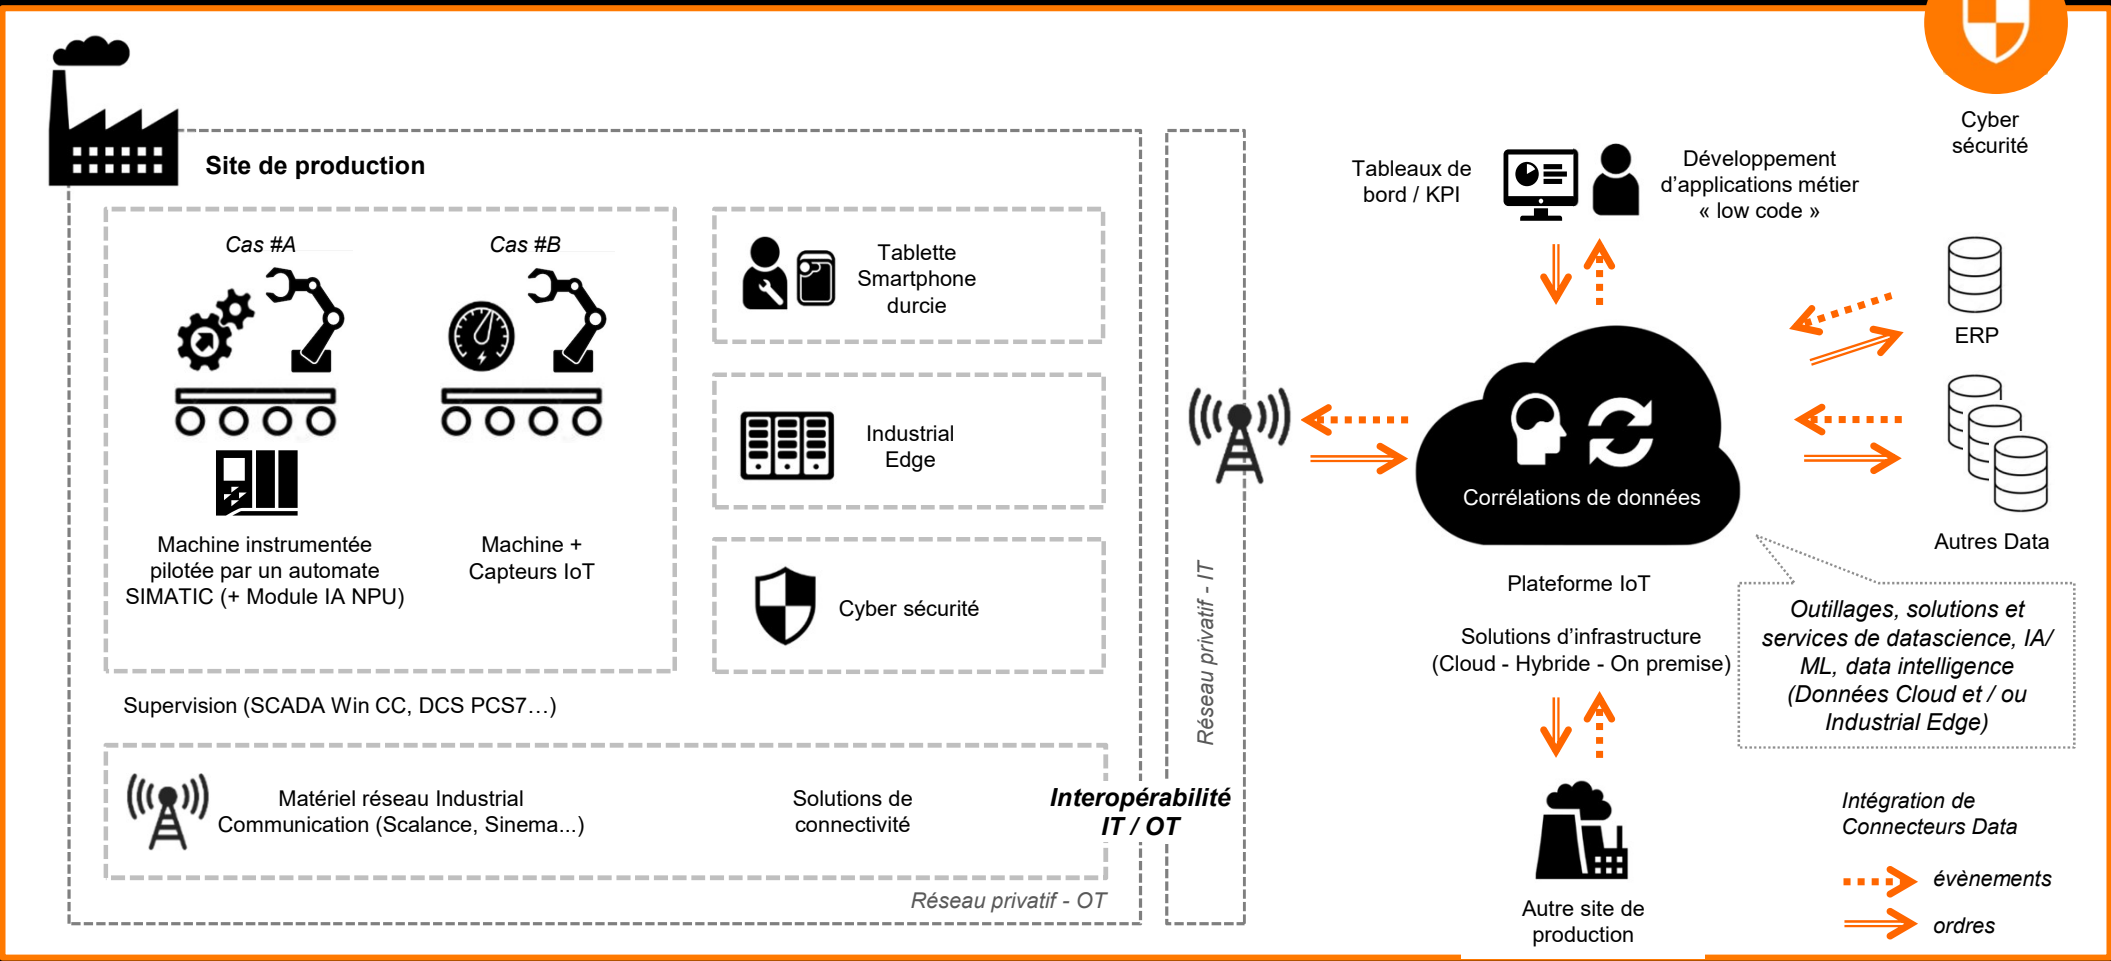 Site de production
Cas #A
Cas #B
Machine instrumentée
pilotée par un automate
SIMATIC (+ Module IA NPU)
Machine +
Capteurs IoT
Tablette
Smartphone
durcie
Industrial
Edge
Cyber sécurité
Supervision (SCADA Win CC, DCS PCS7…)
Matériel réseau Industrial
Communication (Scalance, Sinema...)
Solutions de
connectivité
Interopérabilité
IT / OT
Réseau privatif - OT
Réseau privatif - IT
Tableaux de
bord / KPI
Développement
d’applications métier
« low code »
Cyber
sécurité
ERP
Autres Data
Corrélations de données
Plateforme IoT
Solutions d’infrastructure
(Cloud - Hybride - On premise)
Outillages, solutions et
services de datascience, IA/
ML, data intelligence
(Données Cloud et / ou
Industrial Edge)
Autre site de
production
Intégration de
Connecteurs Data
évènements
ordres